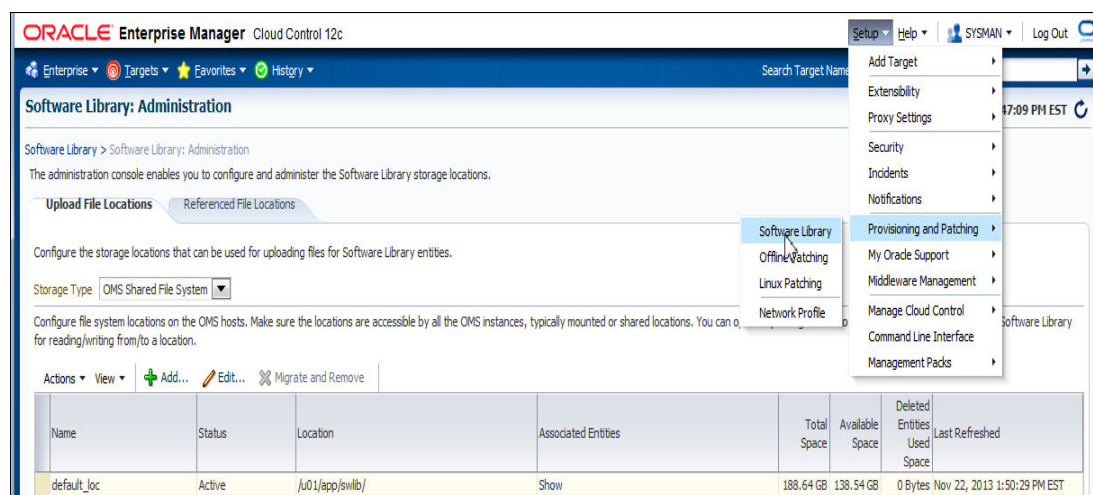 ORACLE Enterprise Manager Cloud Control 12c
Setup Help SYSMAN Log Out
Enterprise Targets Favorites History
Search Target Name
Add Target
Extensibility
Proxy Settings
Security
Incidents
Notifications
Provisioning and Patching
My Oracle Support
Middleware Management
Manage Cloud Control
Command Line Interface
Management Packs
Software Library
Offline Patching
Linux Patching
Network Profile
Software Library: Administration
47:09 PM EST
Software Library > Software Library: Administration
The administration console enables you to configure and administer the Software Library storage locations.
Upload File Locations Referenced File Locations
Configure the storage locations that can be used for uploading files for Software Library entities.
Storage Type OMS Shared File System
Configure file system locations on the OMS hosts. Make sure the locations are accessible by all the OMS instances, typically mounted or shared locations. You can Software Library
for reading/writing from/to a location.
Actions View Add... Edit... Migrate and Remove
Name Status Location Associated Entities Total Space Available Space Deleted Entities Used Space Last Refreshed
default_loc Active /u01/app/swlib/ Show 188.64 GB 138.54 GB 0 Bytes Nov 22, 2013 1:50:29 PM EST